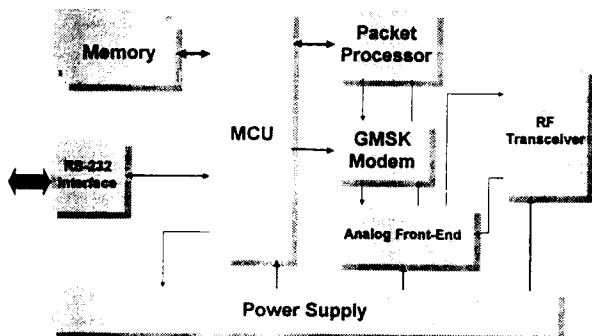 Memory
Packet
Processor
MCU
RF
Transceiver
GMSK
Modem
RS-232
Interface
Analog Front-End
Power Supply